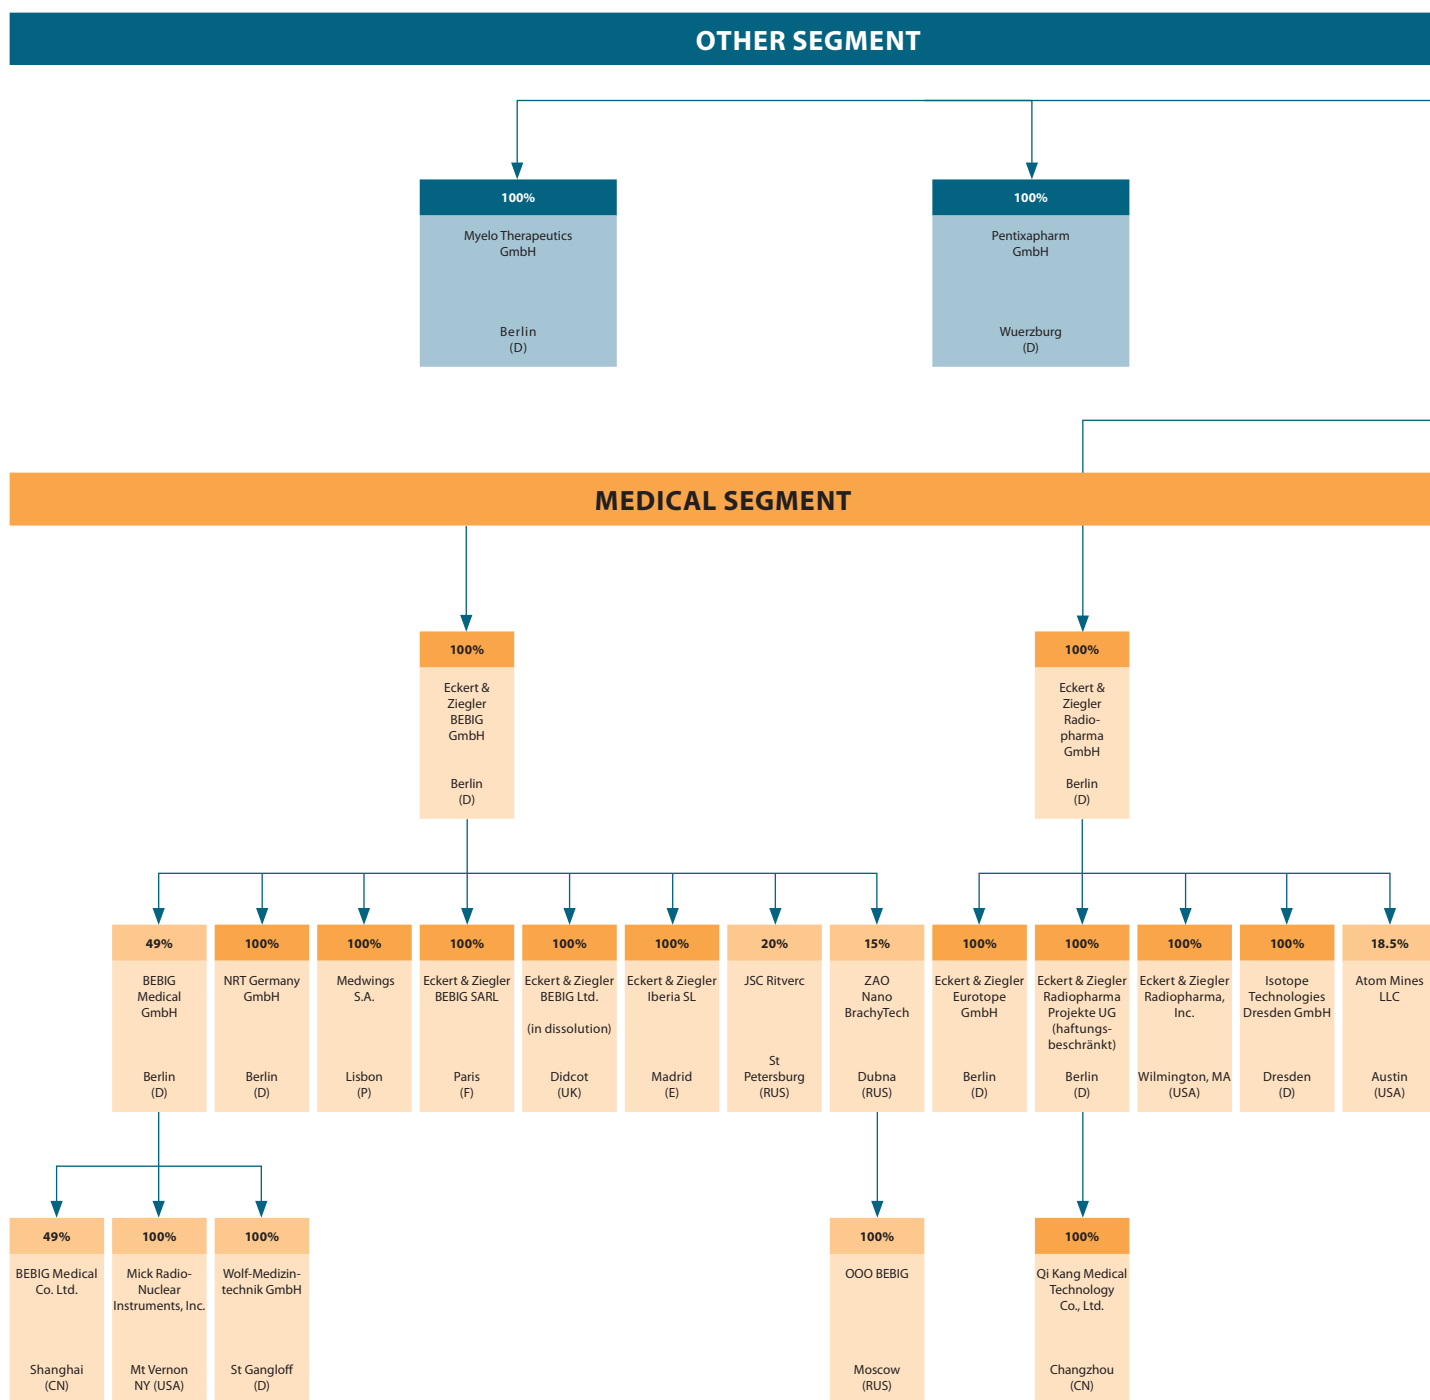 OTHER SEGMENT
100%
Myelo Therapeutics
GmbH
Berlin
(D)
100%
Pentixapharm
GmbH
Wuerzburg
(D)
MEDICAL SEGMENT
100%
Eckert &
Ziegler
BEBIG
GmbH
Berlin
(D)
100%
Eckert &
Ziegler
Radio-
pharma
GmbH
Berlin
(D)
49%
BEBIG
Medical
GmbH
Berlin
(D)
100%
NRT Germany
GmbH
Berlin
(D)
100%
Medwings
S.A.
Lisbon
(P)
100%
Eckert & Ziegler
BEBIG SARL
Paris
(F)
100%
Eckert & Ziegler
BEBIG Ltd.
(in dissolution)
Didcot
(UK)
100%
Eckert & Ziegler
Iberia SL
Madrid
(E)
20%
JSC Ritverc
St
Petersburg
(RUS)
15%
ZAO
Nano
BrachyTech
Dubna
(RUS)
100%
Eckert & Ziegler
Eurotope
GmbH
Berlin
(D)
100%
Eckert & Ziegler
Radiopharma
Projekte UG
(haftungs-
beschränkt)
Berlin
(D)
100%
Eckert & Ziegler
Radiopharma,
Inc.
Wilmington, MA
(USA)
100%
Isotope
Technologies
Dresden GmbH
Dresden
(D)
18.5%
Atom Mines
LLC
Austin
(USA)
49%
BEBIG Medical
Co. Ltd.
Shanghai
(CN)
100%
Mick Radio-
Nuclear
Instruments, Inc.
Mt Vernon
NY (USA)
100%
Wolf-Medizin-
technik GmbH
St Gangloff
(D)
100%
OOO BEBIG
Moscow
(RUS)
100%
Qi Kang Medical
Technology
Co., Ltd.
Changzhou
(CN)